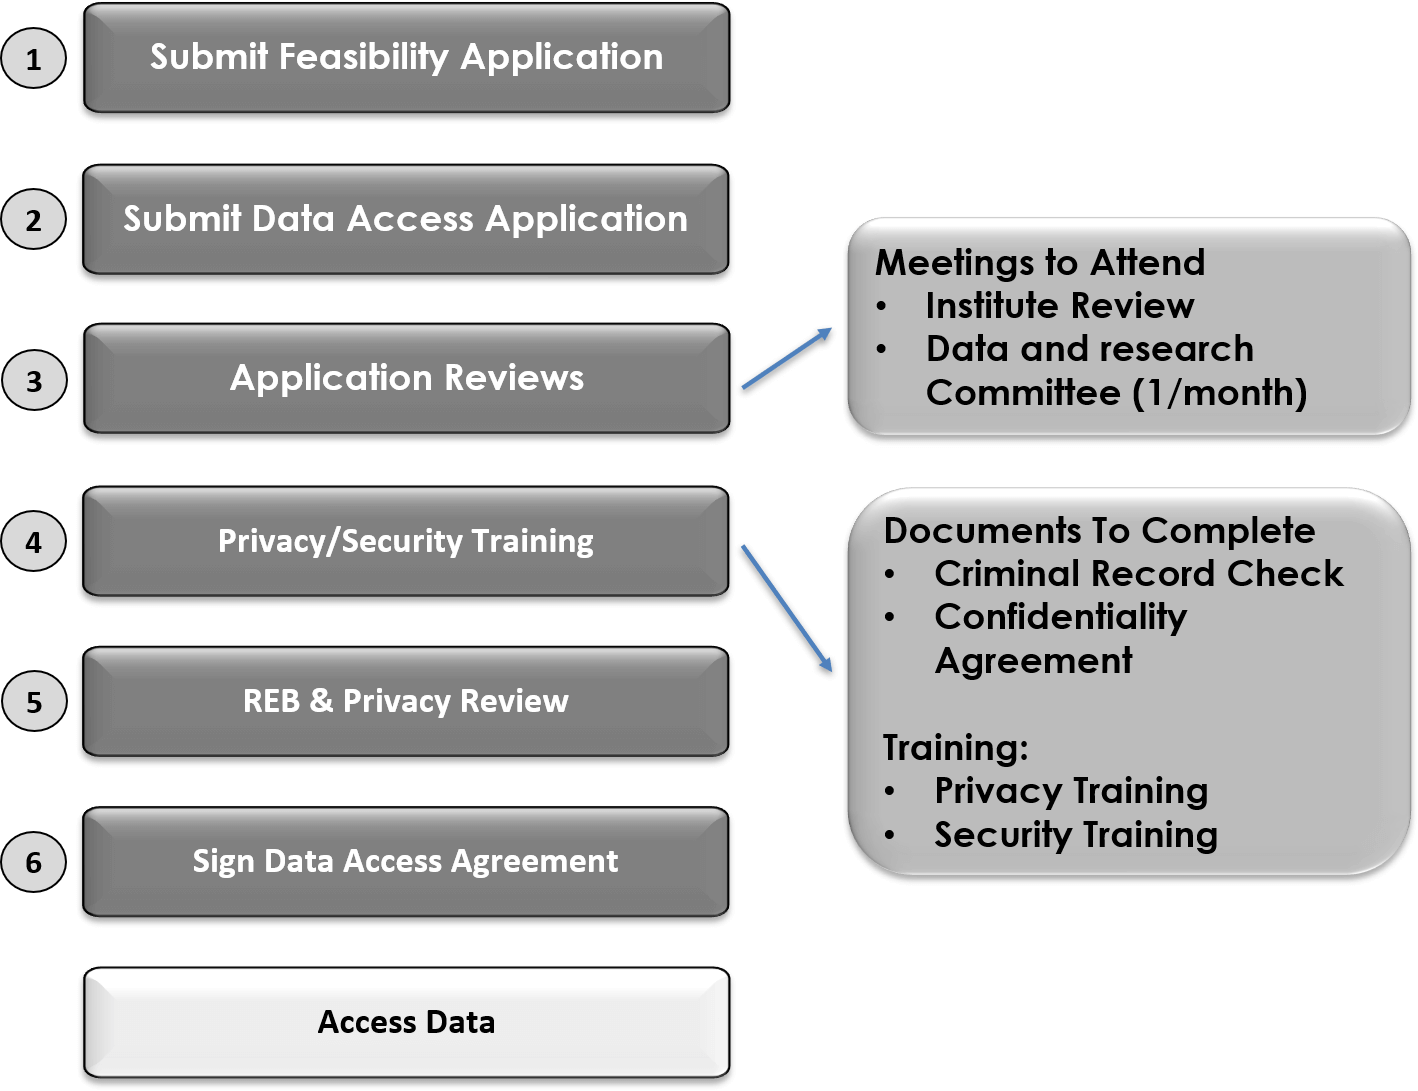 1
Submit Feasibility Application
2
Submit Data Access Application
3
Application Reviews
Meetings to Attend
• Institute Review
• Data and research
Committee (1/month)
4
Privacy/Security Training
Documents To Complete
• Criminal Record Check
• Confidentiality
Agreement
Training:
• Privacy Training
• Security Training
5
REB & Privacy Review
6
Sign Data Access Agreement
Access Data